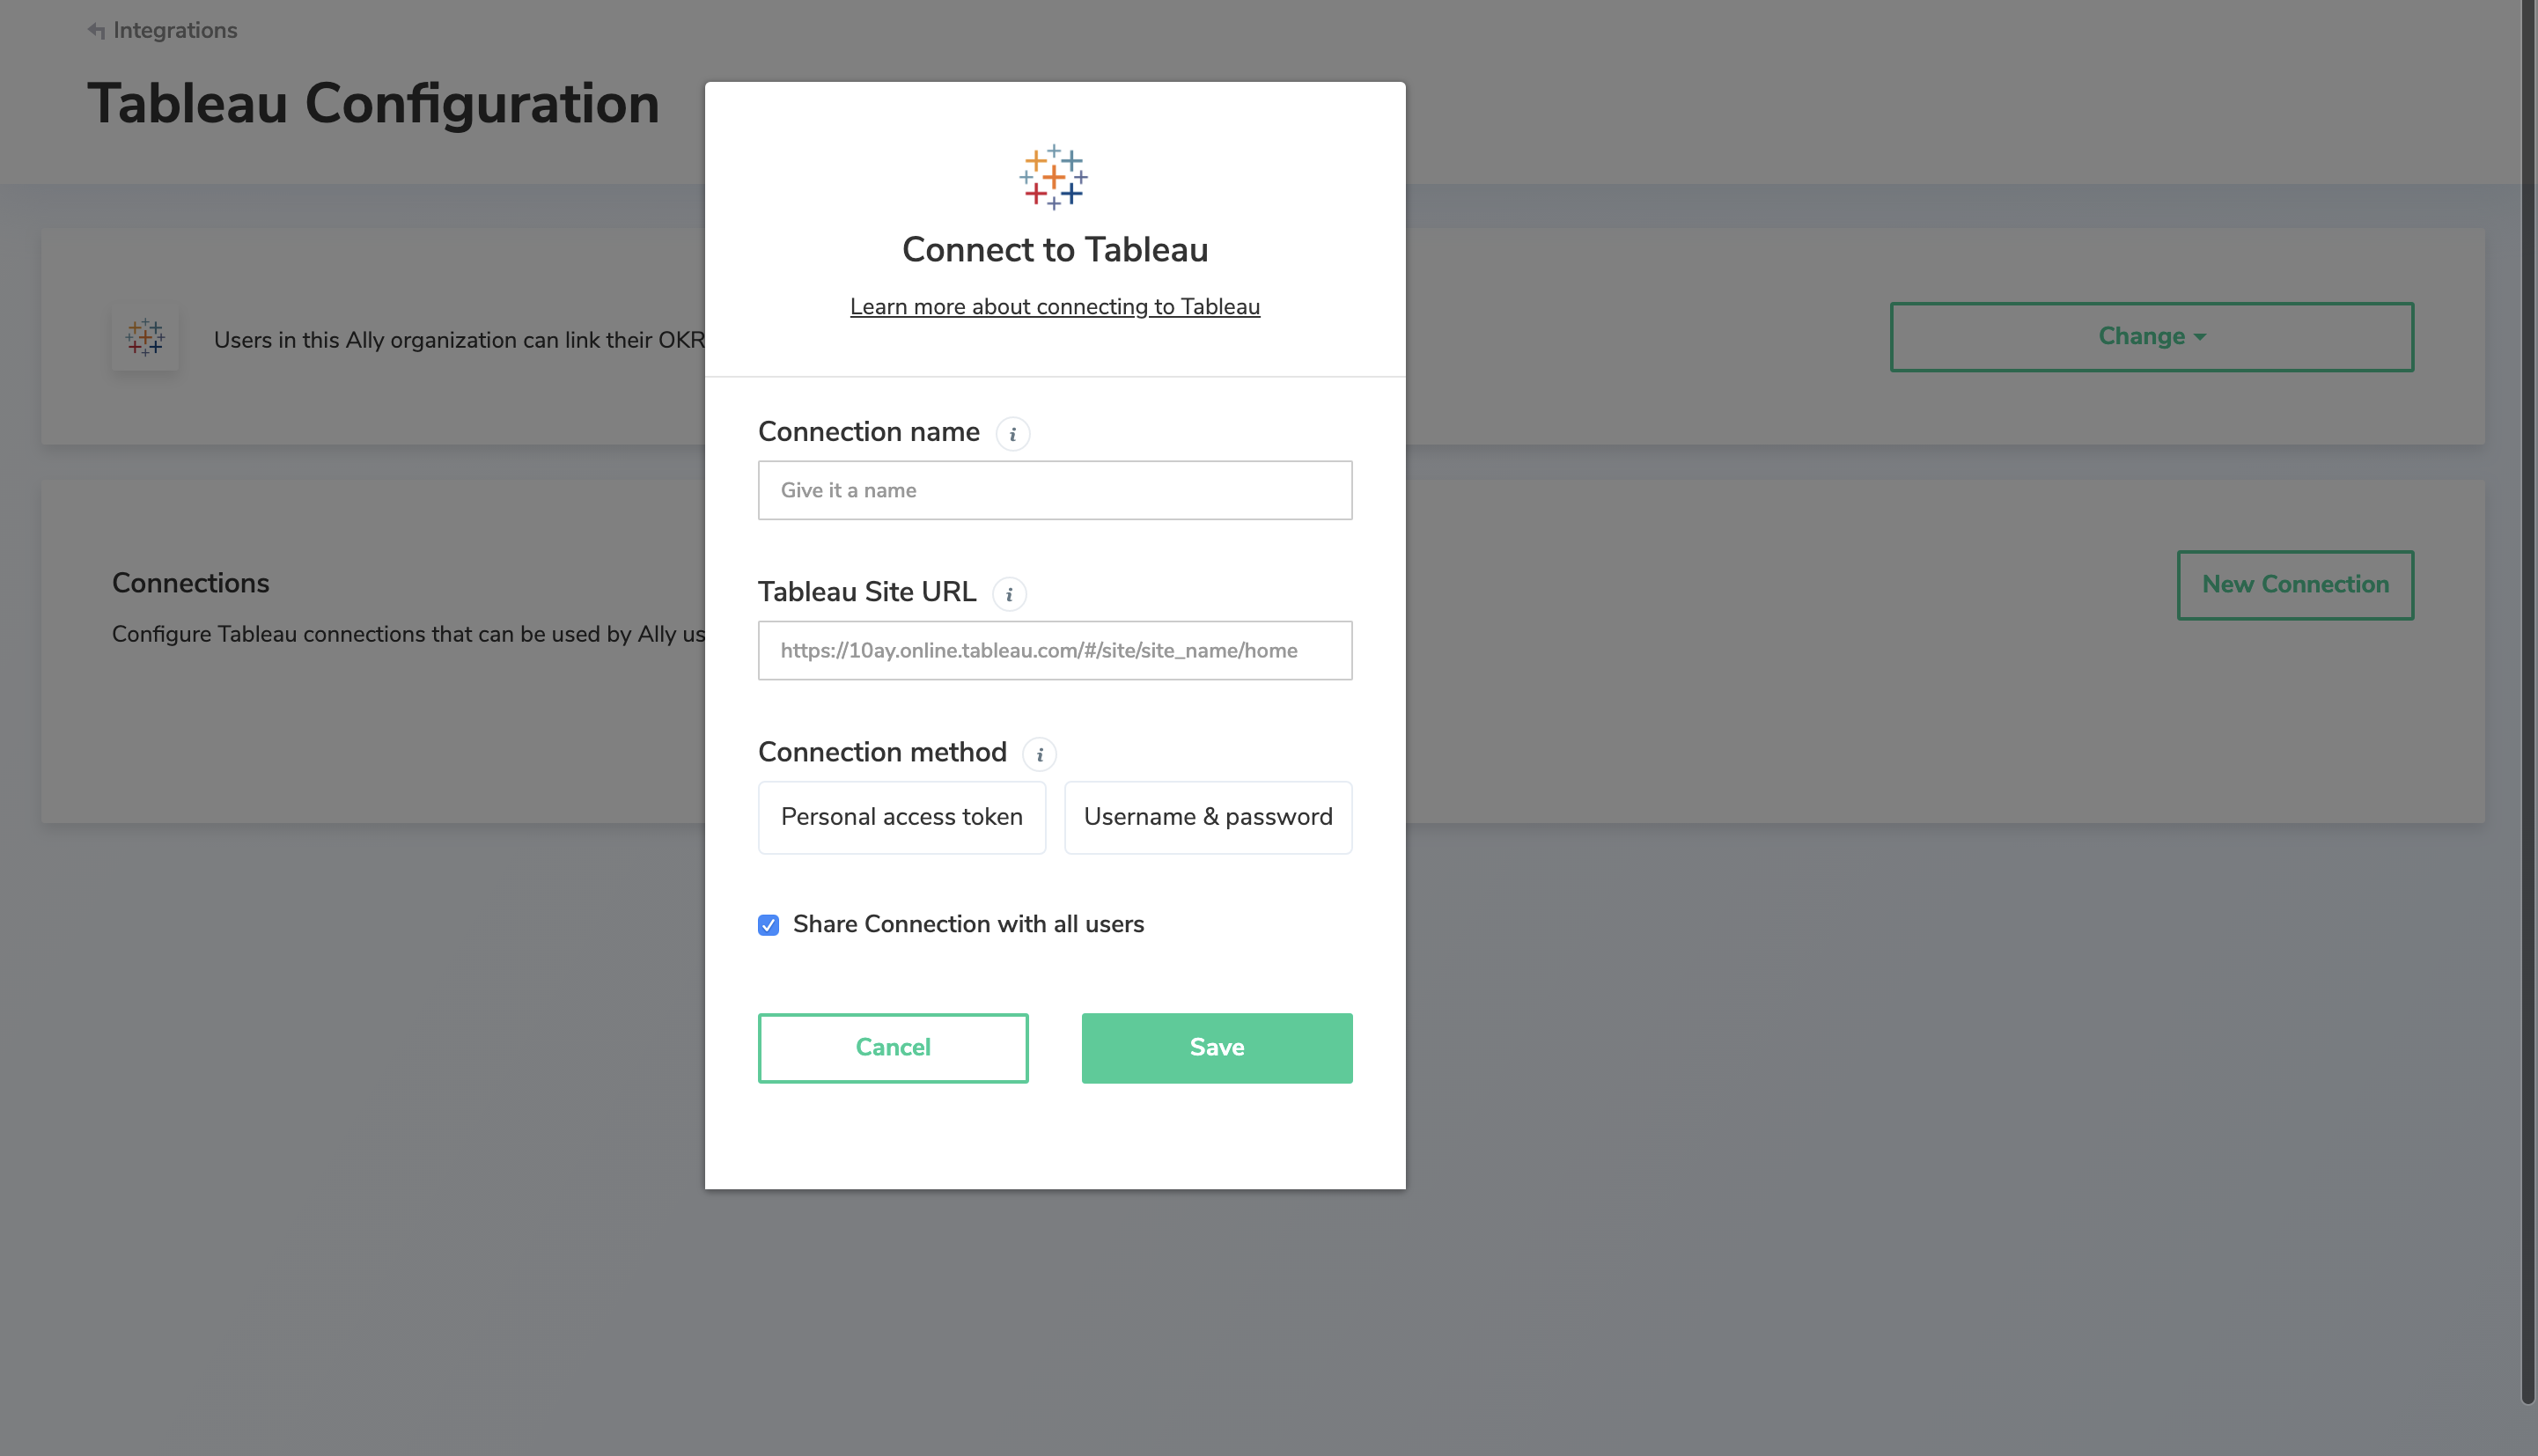 Integrations
Tableau Configuration
Connect to Tableau
Learn more about connecting to Tableau
Users in this Ally organization can link their OKR
Change
Connection name i
Give it a name
Connections
New Connection
Configure Tableau connections that can be used by Ally us
Tableau Site URL i
https://10ay.online.tableau.com/#/site/site_name/home
Connection method i
Personal access token
Username & password
Share Connection with all users
Cancel
Save